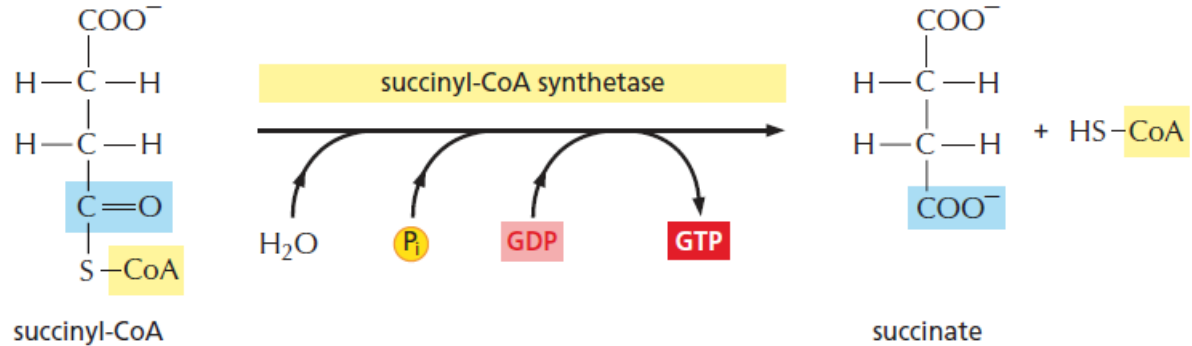 COO⁻
H—C—H
H—C—H
C=O
S–CoA
succinyl-CoA
succinyl-CoA synthetase
H₂O
Pᵢ
GDP
GTP
COO⁻
H—C—H
H—C—H
COO⁻
+ HS–CoA
succinate